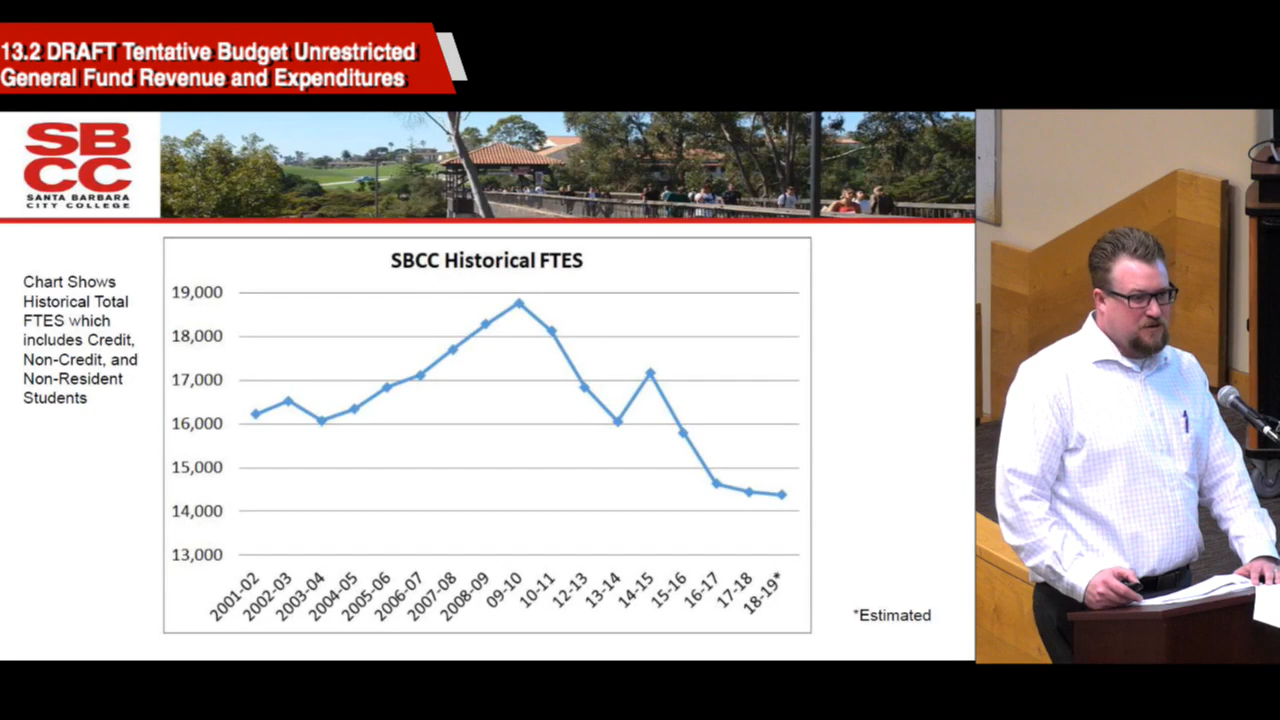 13.2 DRAFT Tentative Budget Unrestricted
General Fund Revenue and Expenditures
SB
CC
SANTA BARBARA
CITY COLLEGE
Chart Shows
Historical Total
FTES which
includes Credit,
Non-Credit, and
Non-Resident
Students
SBCC Historical FTES
19,000
18,000
17,000
16,000
15,000
14,000
13,000
2001-02
2002-03
2003-04
2004-05
2005-06
2006-07
2007-08
2008-09
09-10
10-11
12-13
13-14
14-15
15-16
16-17
17-18
18-19*
*Estimated